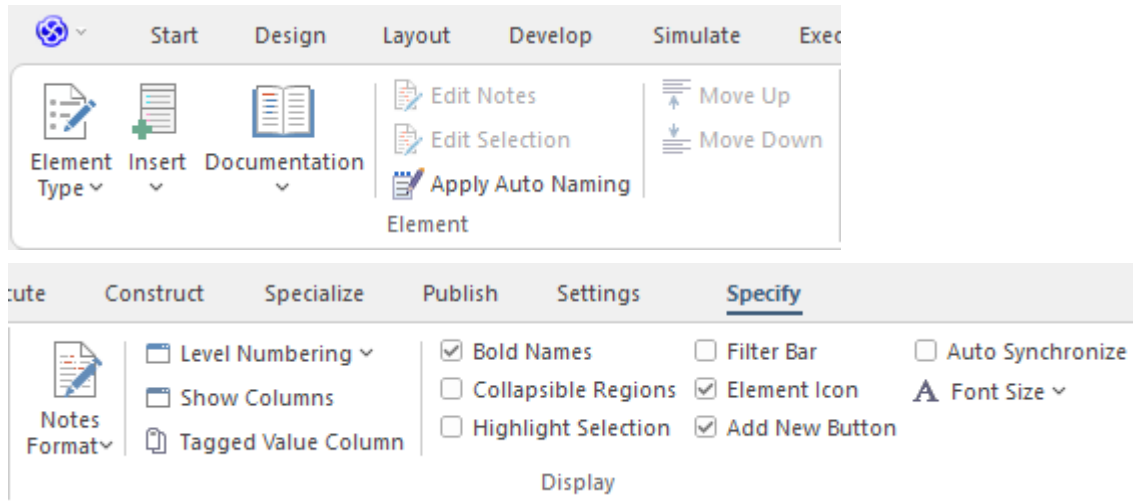 Start Design Layout Develop Simulate Exec
Edit Notes Move Up
Edit Selection Move Down
Element Insert Documentation
Type
Apply Auto Naming
Element
cute Construct Specialize Publish Settings Specify
Level Numbering Bold Names Filter Bar Auto Synchronize
Show Columns Collapsible Regions Element Icon A Font Size
Notes
Format
Tagged Value Column Highlight Selection Add New Button
Display